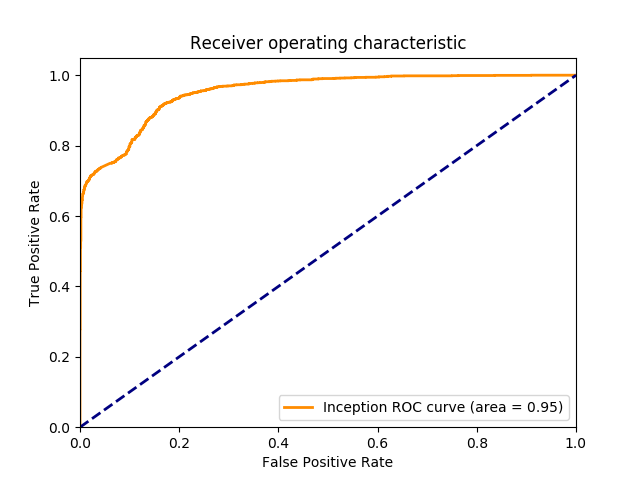 Receiver operating characteristic
1.0
0.8
0.6
0.4
0.2
0.0
True Positive Rate
Inception ROC curve (area = 0.95)
0.0 0.2 0.4 0.6 0.8 1.0
False Positive Rate